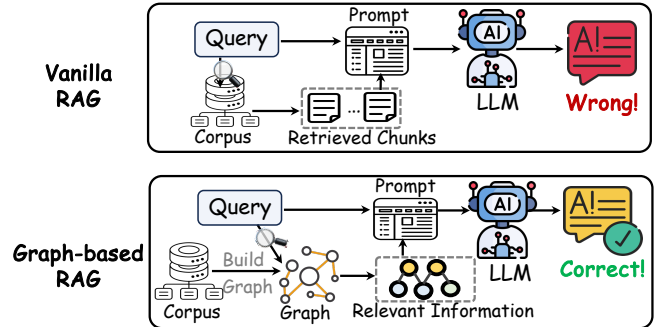 Vanilla
RAG
Query
Prompt
AI
A!
Corpus
...
Retrieved Chunks
LLM
Wrong!
Graph-based
RAG
Query
Prompt
AI
A!
Build
Graph
Corpus
Graph
Relevant Information
LLM
Correct!